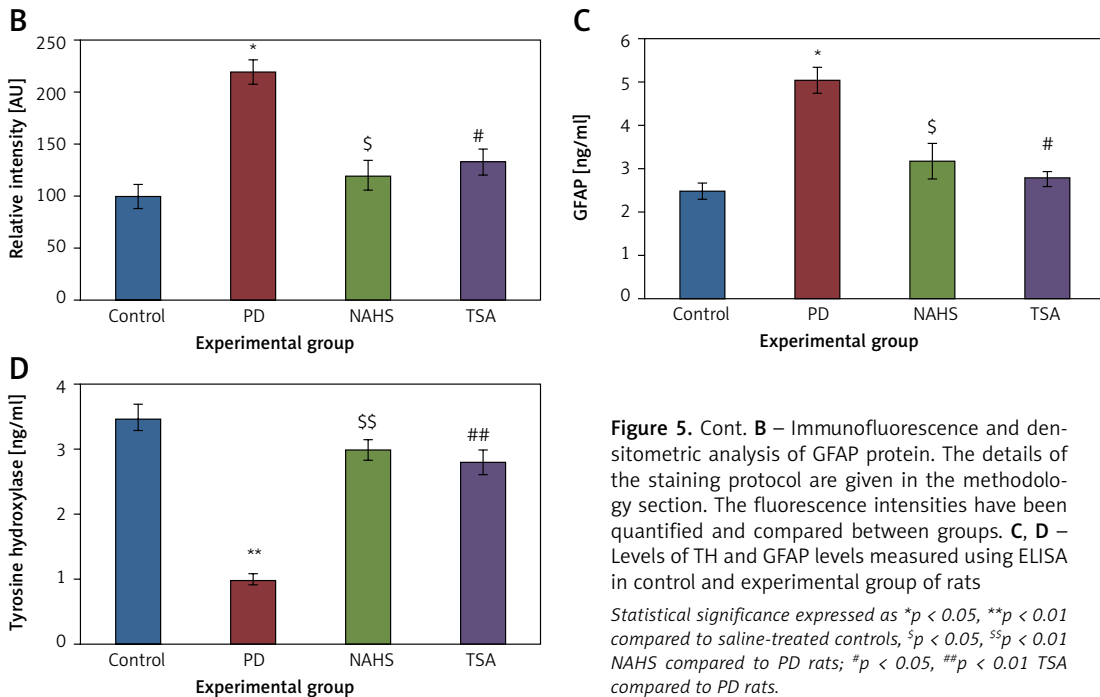 B
Relative intensity [AU]
250
200
150
100
50
0
*
$
#
Control PD NAHS TSA
Experimental group
C
GFAP [ng/ml]
6
5
4
3
2
1
0
*
$
#
Control PD NAHS TSA
Experimental group
D
Tyrosine hydroxylase [ng/ml]
4
3
2
1
0
**
$$
##
Control PD NAHS TSA
Experimental group
Figure 5. Cont. B – Immunofluorescence and den-
sitometric analysis of GFAP protein. The details of
the staining protocol are given in the methodolo-
gy section. The fluorescence intensities have been
quantified and compared between groups. C, D –
Levels of TH and GFAP levels measured using ELISA
in control and experimental group of rats
Statistical significance expressed as *p < 0.05, **p < 0.01
compared to saline-treated controls, $p < 0.05, $$p < 0.01
NAHS compared to PD rats; #p < 0.05, ##p < 0.01 TSA
compared to PD rats.